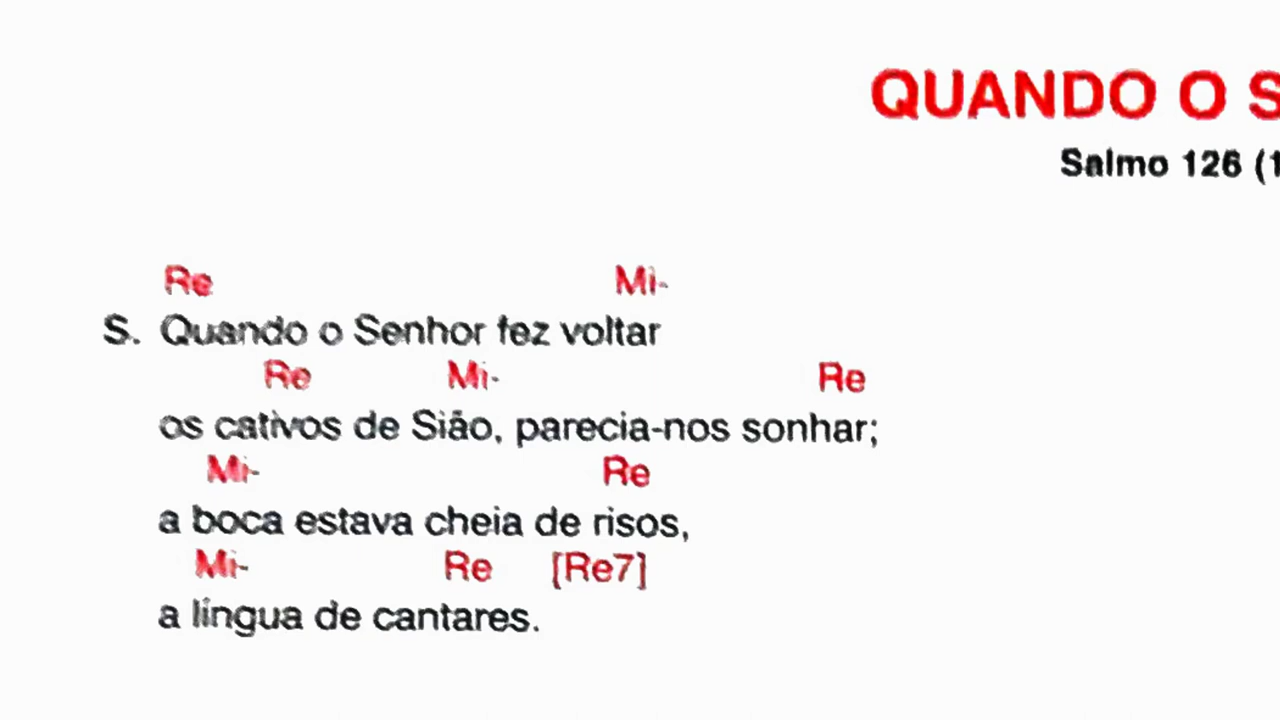 QUANDO O S
Salmo 126 (1
Re Mi-
S. Quando o Senhor fez voltar
Re Mi- Re
os cativos de Sião, parecia-nos sonhar;
Mi- Re
a boca estava cheia de risos,
Mi- Re [Re7]
a língua de cantares.